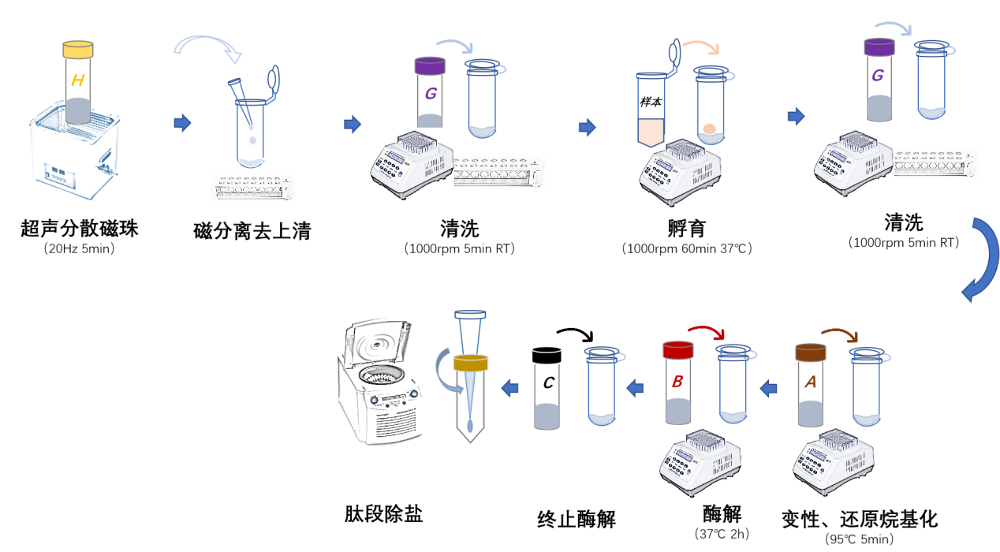 H
G
样本
G
超声分散磁珠
（20Hz 5min）
磁分离去上清
清洗
（1000rpm 5min RT）
孵育
（1000rpm 60min 37℃）
清洗
（1000rpm 5min RT）
C
B
A
肽段除盐
终止酶解
酶解
（37℃ 2h）
变性、还原烷基化
（95℃ 5min）